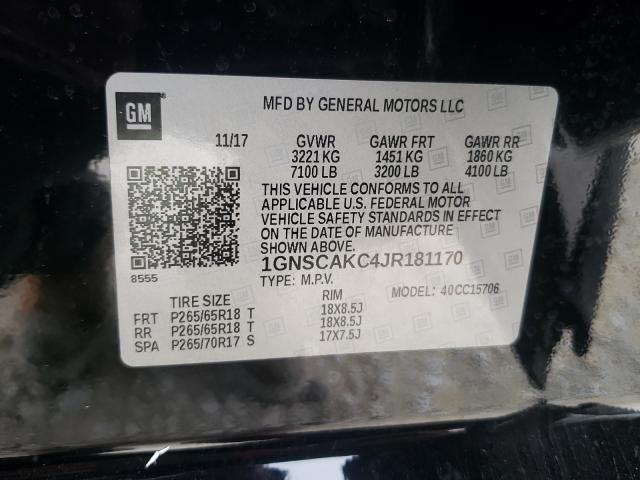 GM
MFD BY GENERAL MOTORS LLC
11/17 GVWR GAWR FRT GAWR RR
3221 KG 1451 KG 1860 KG
7100 LB 3200 LB 4100 LB
THIS VEHICLE CONFORMS TO ALL
APPLICABLE U.S. FEDERAL MOTOR
VEHICLE SAFETY STANDARDS IN EFFECT
ON THE DATE OF MANUFACTURE
SHOWN ABOVE.
1GNSCAKC4JR181170
8555
TYPE: M.P.V. MODEL: 40CC15706
TIRE SIZE RIM
FRT P265/65R18 T 18X8.5J
RR P265/65R18 T 18X8.5J
SPA P265/70R17 S 17X7.5J